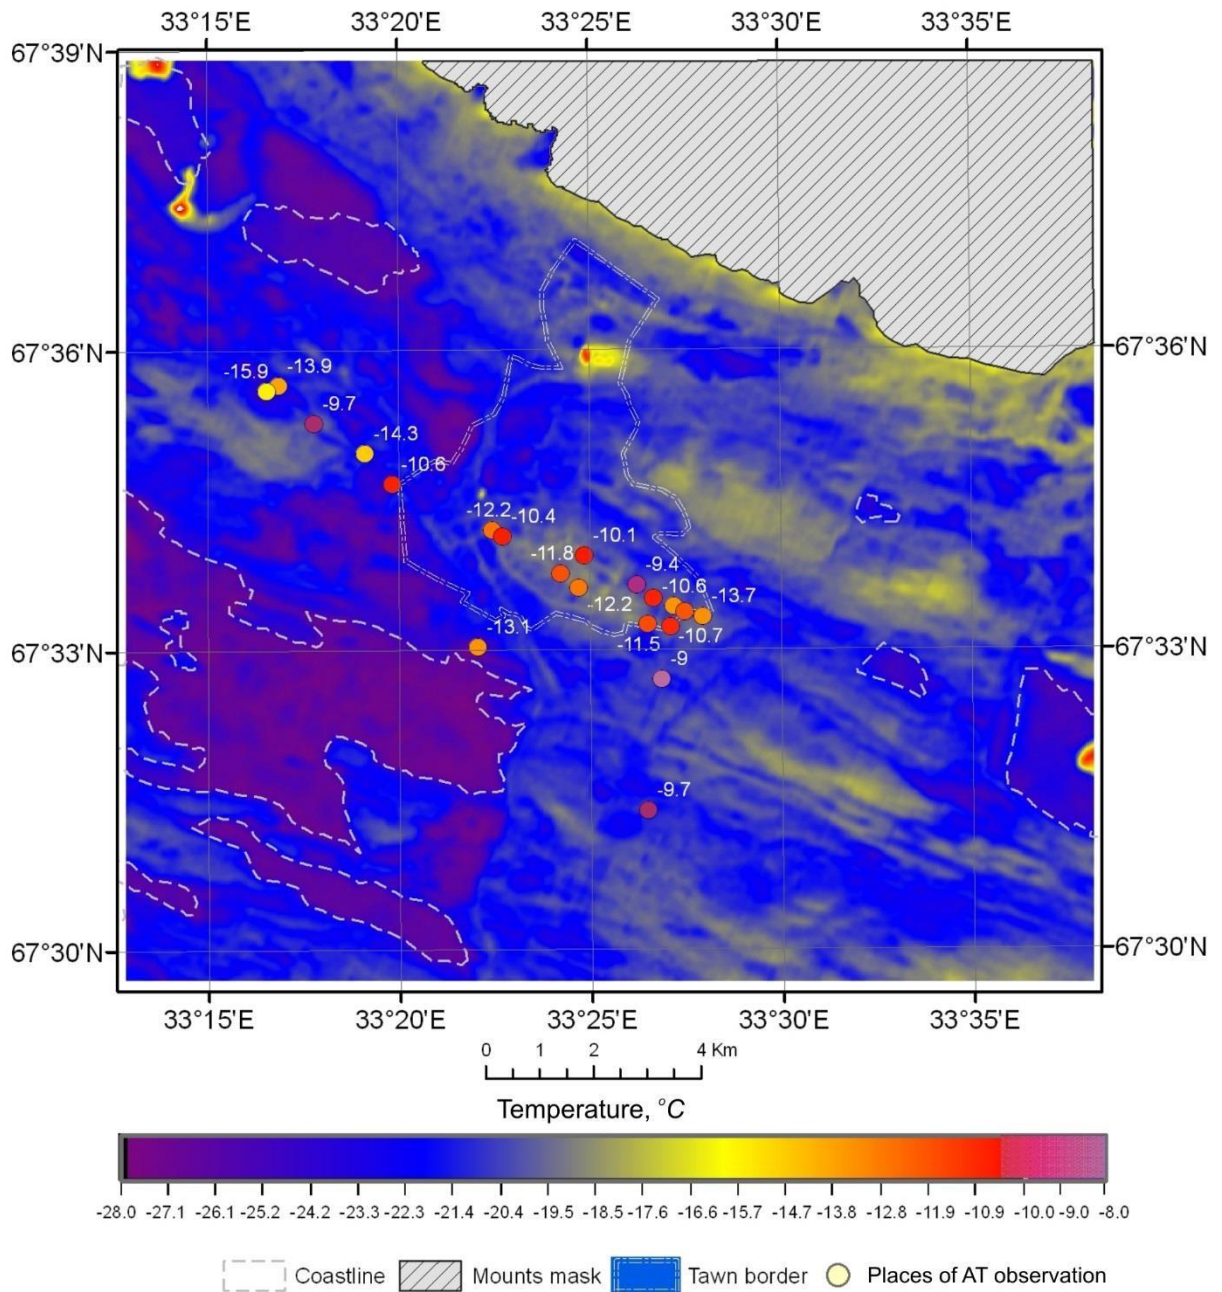 33°15'E 33°20'E 33°25'E 33°30'E 33°35'E
67°39'N
67°36'N 67°36'N
-15.9 -13.9
-9.7
-14.3
-10.6
-12.2 -10.4
-10.1
-11.8
-9.4
-10.6
-12.2 -13.7
-13.1
-11.5 -10.7
67°33'N 67°33'N
-9
-9.7
67°30'N 67°30'N
33°15'E 33°20'E 33°25'E 33°30'E 33°35'E
0 1 2 4 Km
Temperature, °C
-28.0 -27.1 -26.1 -25.2 -24.2 -23.3 -22.3 -21.4 -20.4 -19.5 -18.5 -17.6 -16.6 -15.7 -14.7 -13.8 -12.8 -11.9 -10.9 -10.0 -9.0 -8.0
Coastline Mounts mask Tawn border Places of AT observation